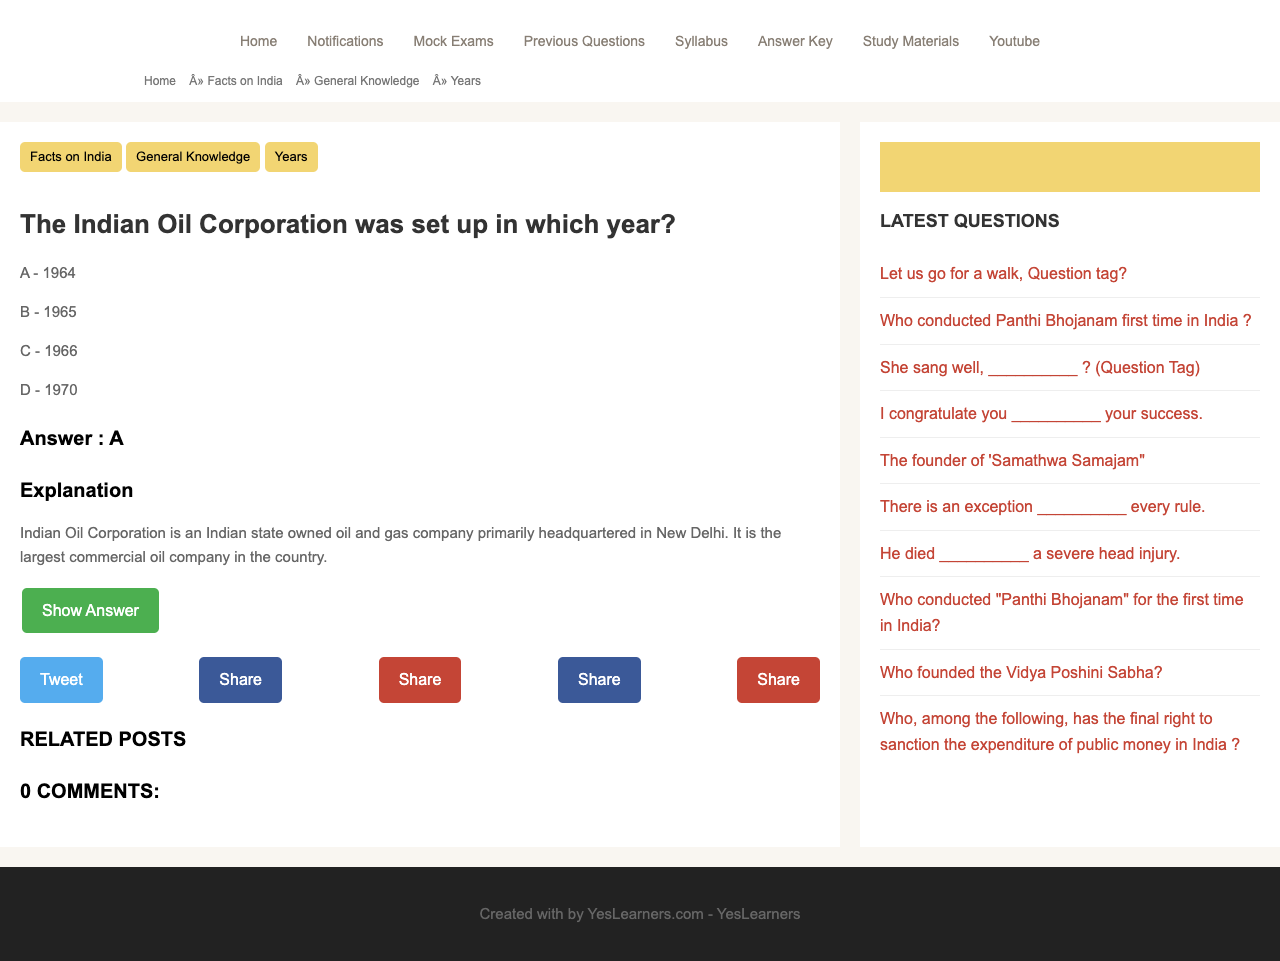 Home Notifications Mock Exams Previous Questions Syllabus Answer Key Study Materials Youtube
Home Â» Facts on India Â» General Knowledge Â» Years
Facts on India General Knowledge Years
The Indian Oil Corporation was set up in which year?
A - 1964
B - 1965
C - 1966
D - 1970
Answer : A
Explanation
Indian Oil Corporation is an Indian state owned oil and gas company primarily headquartered in New Delhi. It is the
largest commercial oil company in the country.
Show Answer
Tweet Share Share Share Share
RELATED POSTS
0 COMMENTS:
LATEST QUESTIONS
Let us go for a walk, Question tag?
Who conducted Panthi Bhojanam first time in India ?
She sang well, __________ ? (Question Tag)
I congratulate you __________ your success.
The founder of 'Samathwa Samajam"
There is an exception __________ every rule.
He died __________ a severe head injury.
Who conducted "Panthi Bhojanam" for the first time
in India?
Who founded the Vidya Poshini Sabha?
Who, among the following, has the final right to
sanction the expenditure of public money in India ?
Created with by YesLearners.com - YesLearners